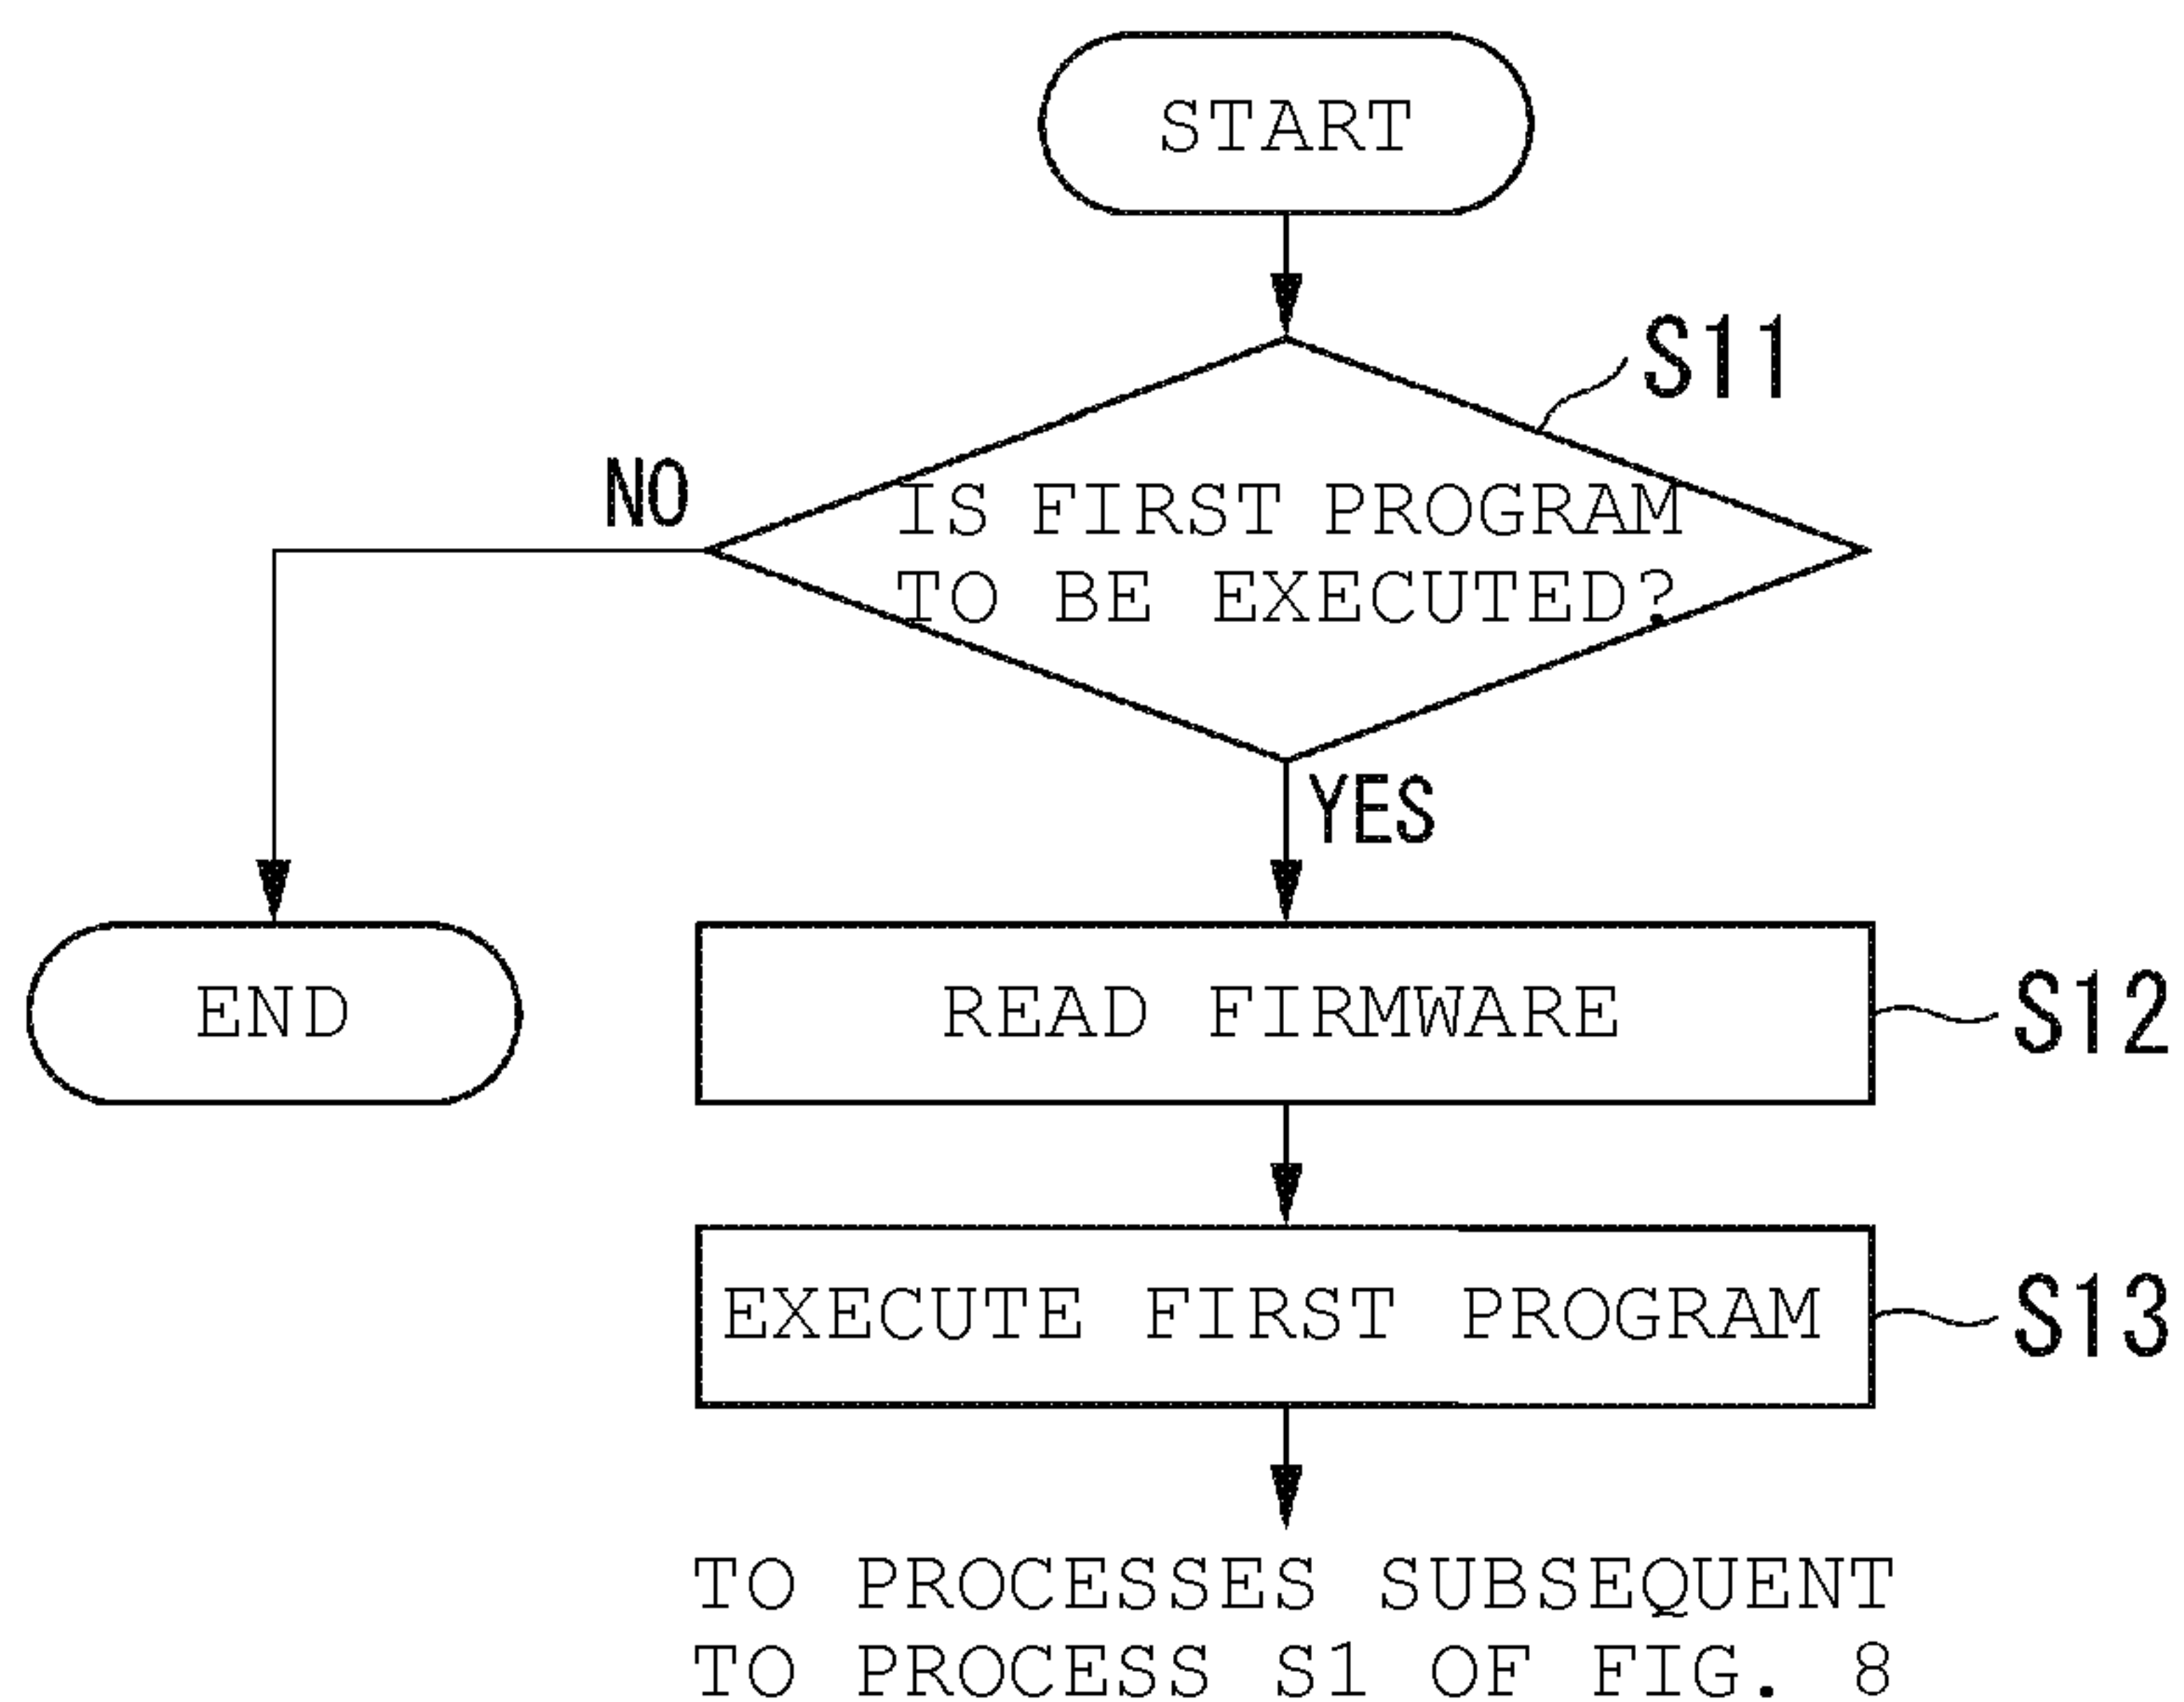 START
S11
NO
IS FIRST PROGRAM
TO BE EXECUTED?
YES
END
READ FIRMWARE
S12
EXECUTE FIRST PROGRAM
S13
TO PROCESSES SUBSEQUENT
TO PROCESS S1 OF FIG. 8